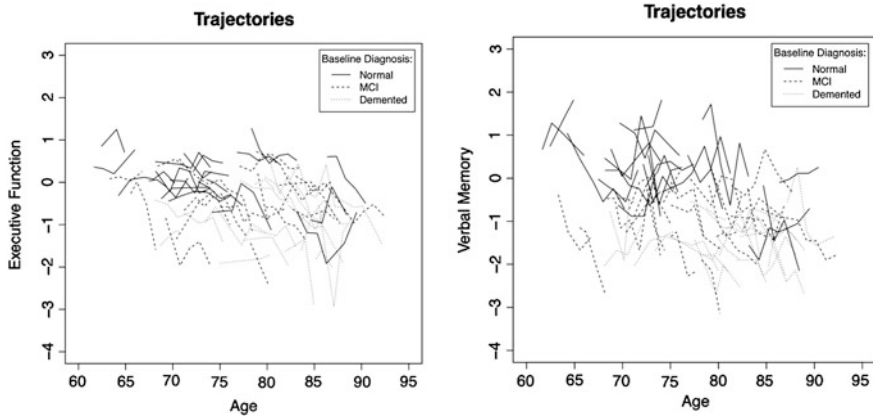 Trajectories
Executive Function
3
2
1
0
−1
−2
−3
−4
Baseline Diagnosis:
Normal
MCI
Demented
60 65 70 75 80 85 90 95
Age
Trajectories
Verbal Memory
3
2
1
0
−1
−2
−3
−4
Baseline Diagnosis:
Normal
MCI
Demented
60 65 70 75 80 85 90 95
Age